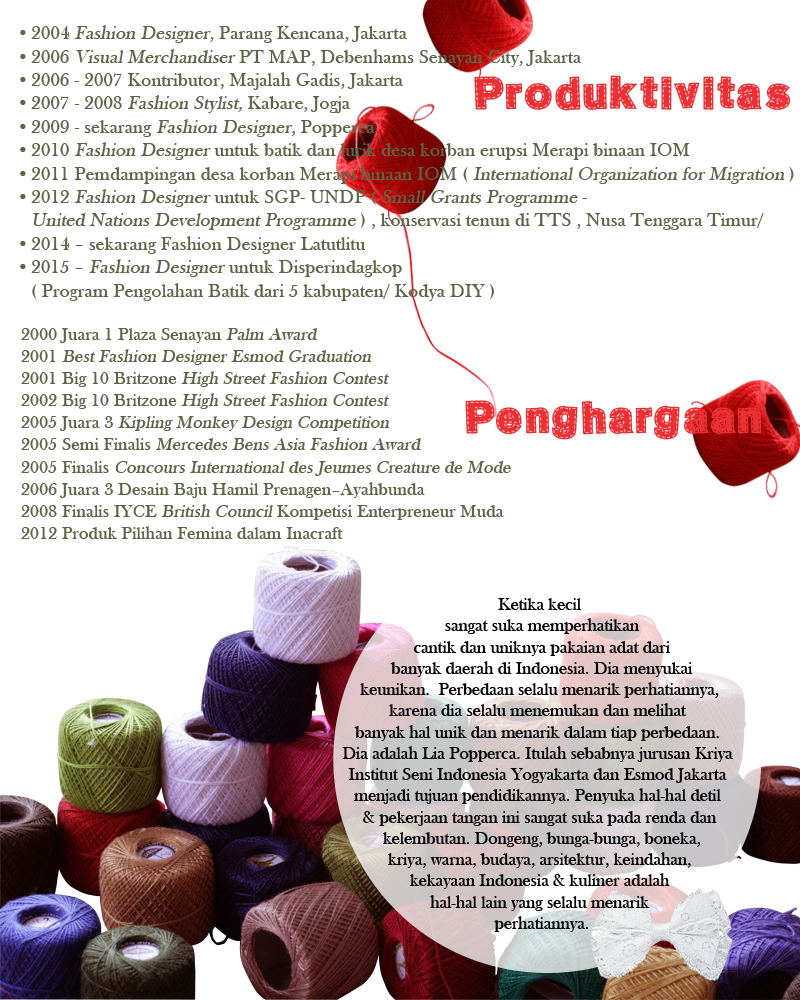 • 2004 Fashion Designer, Parang Kencana, Jakarta
• 2006 Visual Merchandiser PT MAP, Debenhams Senayan City, Jakarta
• 2006 - 2007 Kontributor, Majalah Gadis, Jakarta
Produktivitas
• 2007 - 2008 Fashion Stylist, Kabare, Jogja
• 2009 - sekarang Fashion Designer, Popperca
• 2010 Fashion Designer untuk batik dan lurik desa korban erupsi Merapi binaan IOM
• 2011 Pemdampingan desa korban Merapi binaan IOM ( International Organization for Migration )
• 2012 Fashion Designer untuk SGP- UNDP ( Small Grants Programme -
United Nations Development Programme ) , konservasi tenun di TTS , Nusa Tenggara Timur/
• 2014 – sekarang Fashion Designer Latutlitu
• 2015 – Fashion Designer untuk Disperindagkop
( Program Pengolahan Batik dari 5 kabupaten/ Kodya DIY )
2000 Juara 1 Plaza Senayan Palm Award
2001 Best Fashion Designer Esmod Graduation
2001 Big 10 Britzone High Street Fashion Contest
2002 Big 10 Britzone High Street Fashion Contest
Penghargaan
2005 Juara 3 Kipling Monkey Design Competition
2005 Semi Finalis Mercedes Bens Asia Fashion Award
2005 Finalis Concours International des Jeumes Creature de Mode
2006 Juara 3 Desain Baju Hamil Prenagen–Ayahbunda
2008 Finalis IYCE British Council Kompetisi Enterpreneur Muda
2012 Produk Pilihan Femina dalam Inacraft
Ketika kecil
sangat suka memperhatikan
cantik dan uniknya pakaian adat dari
banyak daerah di Indonesia. Dia menyukai
keunikan. Perbedaan selalu menarik perhatiannya,
karena dia selalu menemukan dan melihat
banyak hal unik dan menarik dalam tiap perbedaan.
Dia adalah Lia Popperca. Itulah sebabnya jurusan Kriya
Institut Seni Indonesia Yogyakarta dan Esmod Jakarta
menjadi tujuan pendidikannya. Penyuka hal-hal detil
& pekerjaan tangan ini sangat suka pada renda dan
kelembutan. Dongeng, bunga-bunga, boneka,
kriya, warna, budaya, arsitektur, keindahan,
kekayaan Indonesia & kuliner adalah
hal-hal lain yang selalu menarik
perhatiannya.